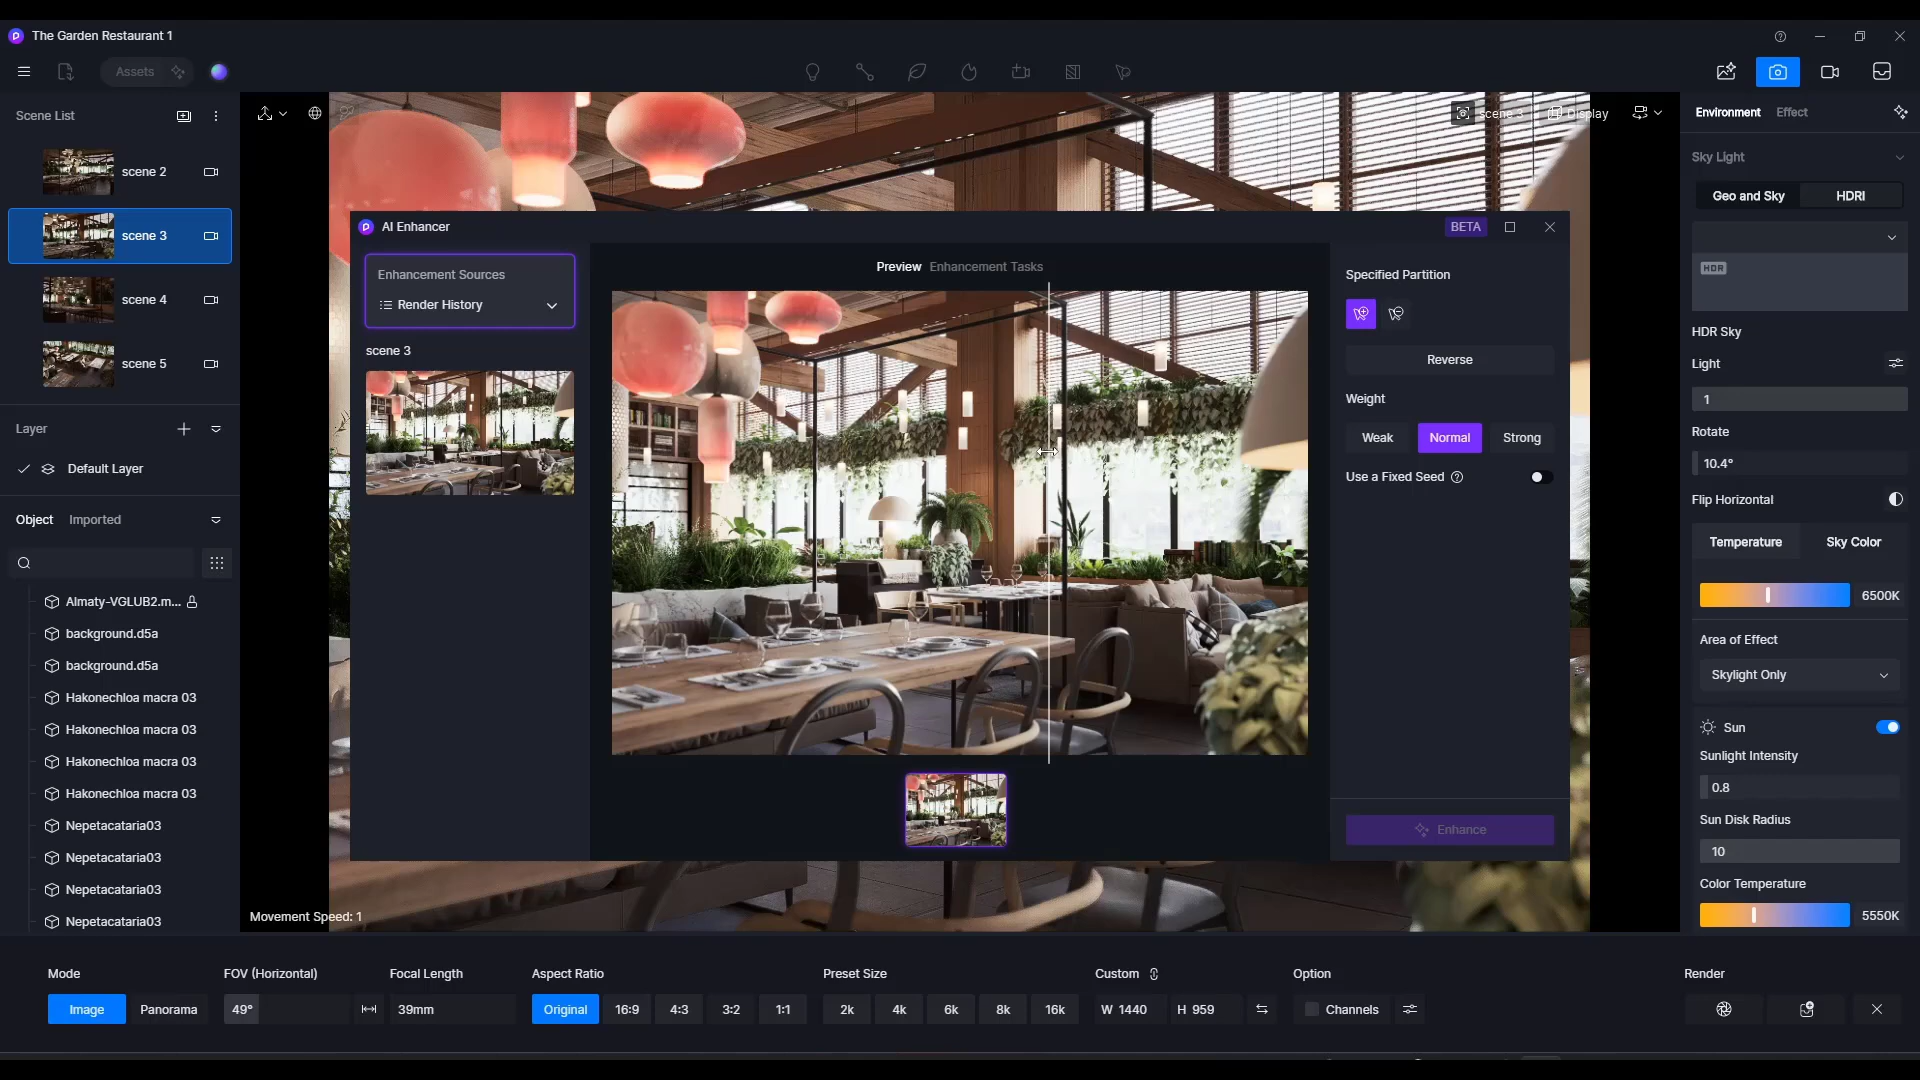 The Garden Restaurant 1
Assets
Scene List
scene 2
scene 3
scene 4
scene 5
Layer
Default Layer
Object Imported
Almaty-VGLUB2.m...
background.d5a
background.d5a
Hakonechloa macra 03
Hakonechloa macra 03
Hakonechloa macra 03
Hakonechloa macra 03
Nepetacataria03
Nepetacataria03
Nepetacataria03
Nepetacataria03
scene 3 Display
AI Enhancer
BETA
Enhancement Sources
Render History
scene 3
Preview Enhancement Tasks
Specified Partition
Reverse
Weight
Weak Normal Strong
Use a Fixed Seed
Enhance
Movement Speed: 1
Environment Effect
Sky Light
Geo and Sky HDRI
HDR
HDR Sky
Light
1
Rotate
10.4°
Flip Horizontal
Temperature Sky Color
6500K
Area of Effect
Skylight Only
Sun
Sunlight Intensity
0.8
Sun Disk Radius
10
Color Temperature
5550K
Mode FOV (Horizontal) Focal Length Aspect Ratio Preset Size Custom Option Render
Image Panorama 49° 39mm Original 16:9 4:3 3:2 1:1 2k 4k 6k 8k 16k W 1440 H 959 Channels